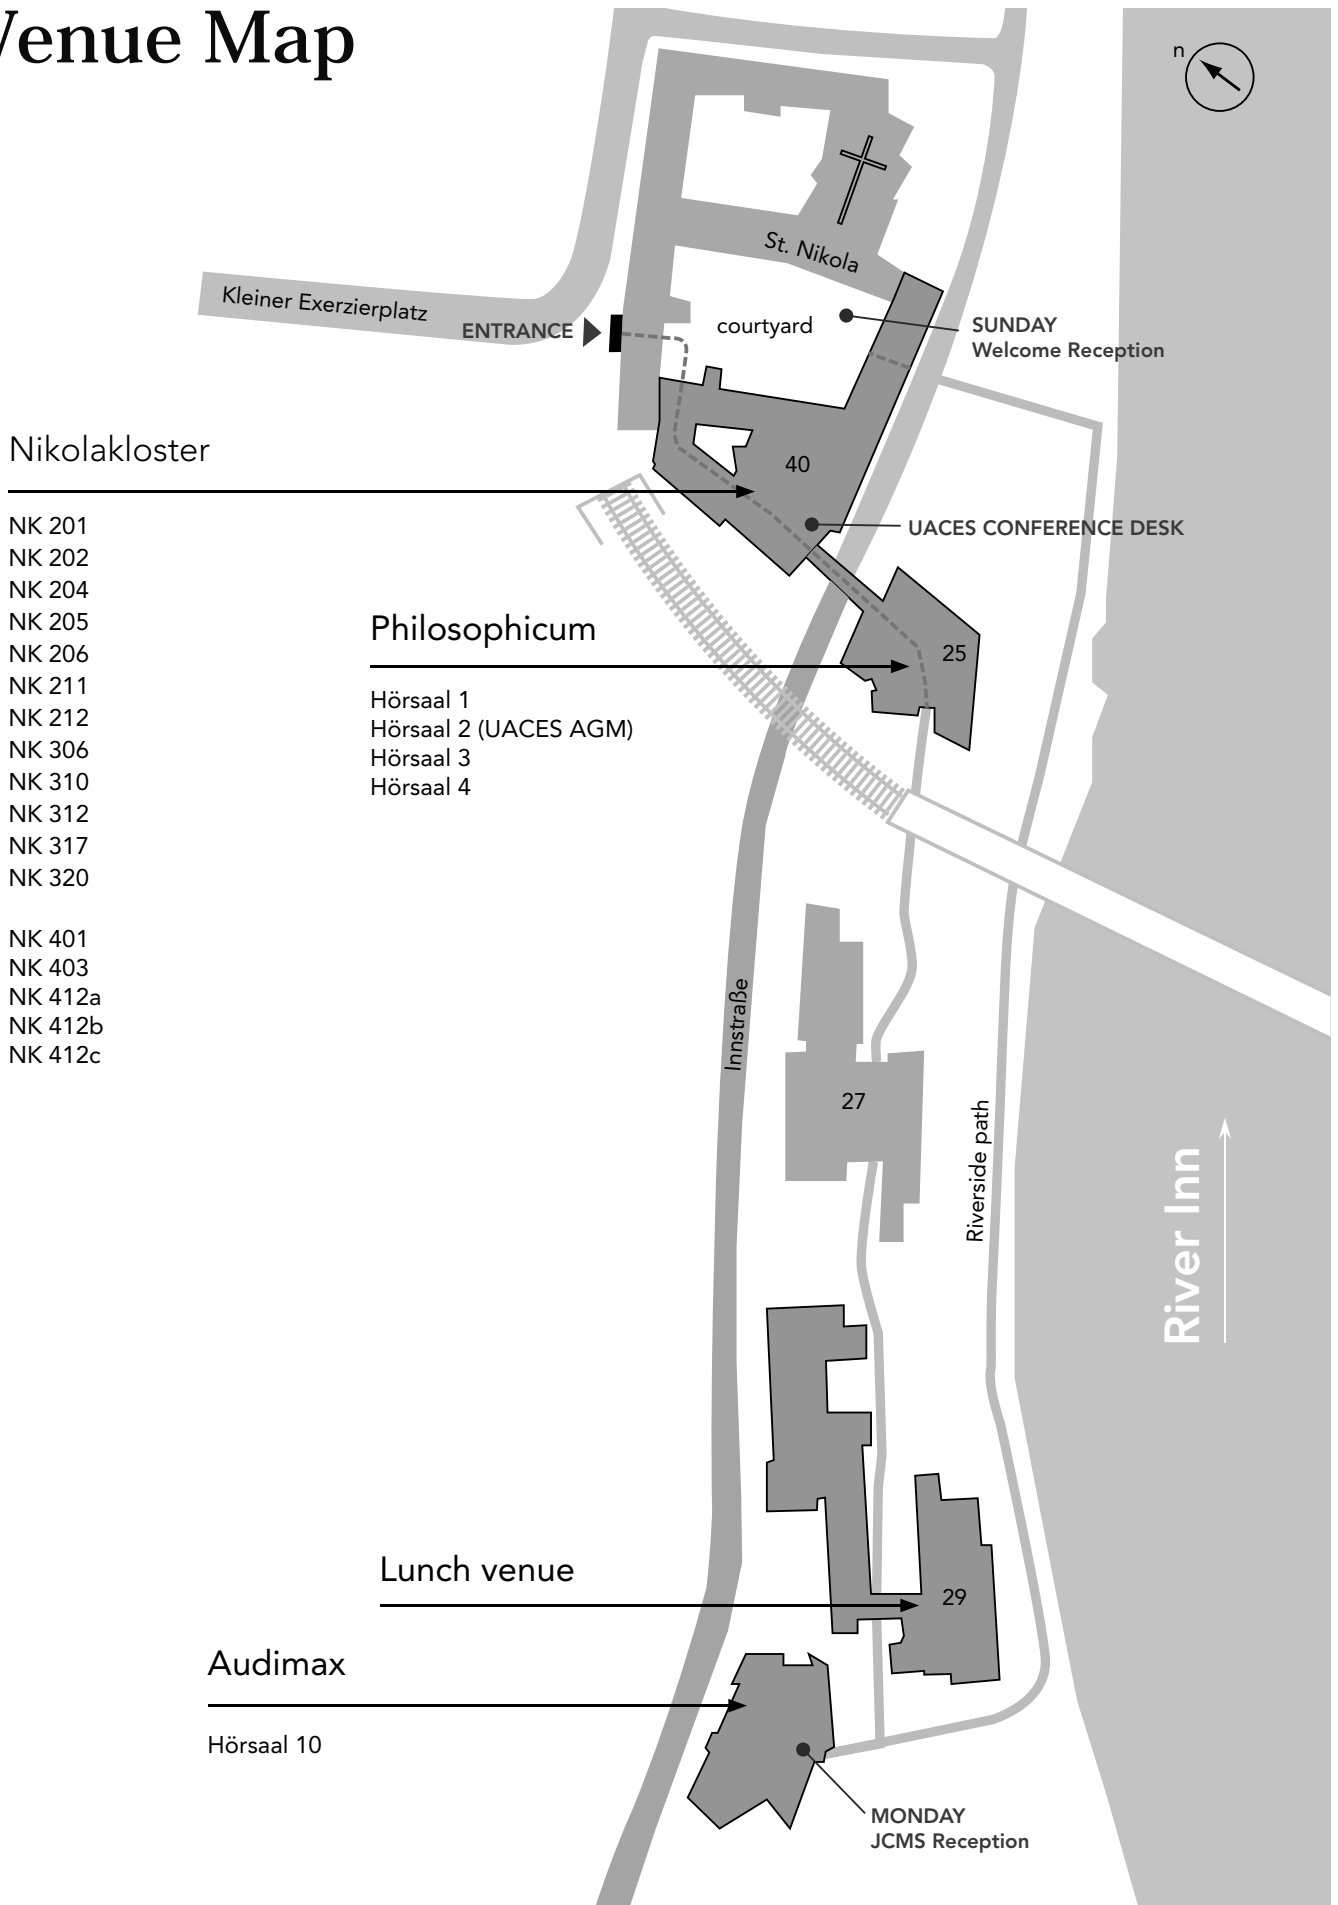 Venue Map
n
St. Nikola
Kleiner Exerzierplatz
ENTRANCE
courtyard
SUNDAY
Welcome Reception
Nikolakloster
40
NK 201
NK 202
NK 204
NK 205
NK 206
NK 211
NK 212
NK 306
NK 310
NK 312
NK 317
NK 320
NK 401
NK 403
NK 412a
NK 412b
NK 412c
UACES CONFERENCE DESK
Philosophicum
25
Hörsaal 1
Hörsaal 2 (UACES AGM)
Hörsaal 3
Hörsaal 4
Innstraße
27
Riverside path
River Inn
Lunch venue
29
Audimax
Hörsaal 10
MONDAY
JCMS Reception